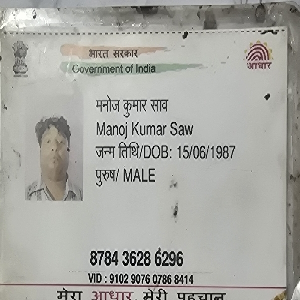 भारत सरकार
Government of India
आधार
मनोज कुमार साव
Manoj Kumar Saw
जन्म तिथि/DOB: 15/06/1987
पुरुष/ MALE
8784 3628 6296
VID : 9102 9076 0786 8414
मेरा आधार, मेरी पहचान